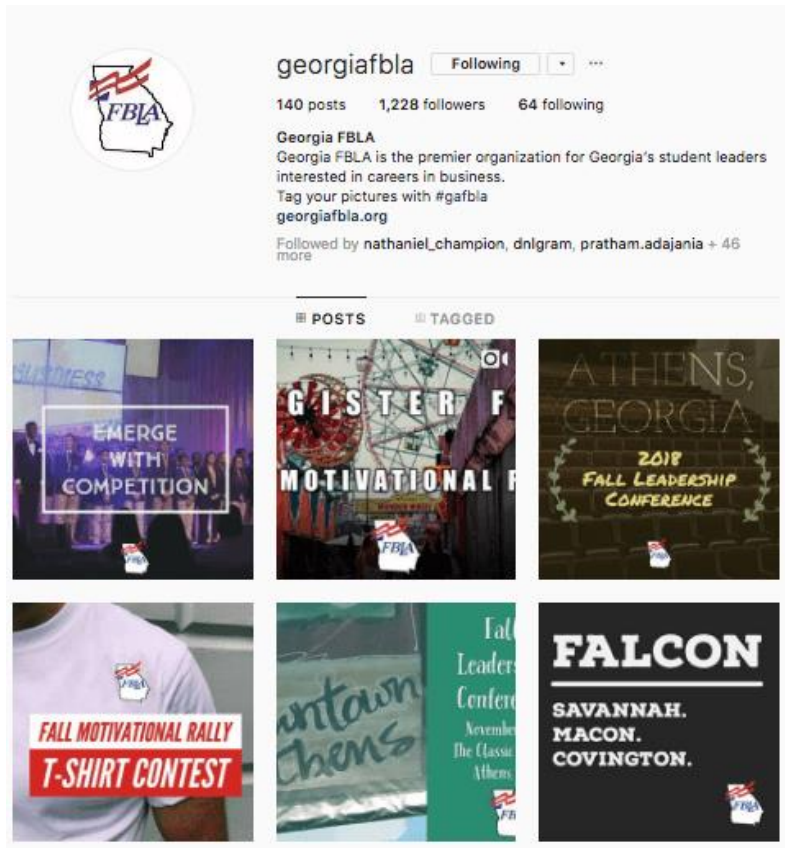 FBLA
georgiafbla Following ...
140 posts 1,228 followers 64 following
Georgia FBLA
Georgia FBLA is the premier organization for Georgia's student leaders
interested in careers in business.
Tag your pictures with #gafbla
georgiafbla.org
Followed by nathaniel_champion, dnlgram, pratham.adajania + 46
more
POSTS TAGGED
BUSINESS
EMERGE
WITH
COMPETITION
FBLA
GISTER F
MOTIVATIONAL R
FBLA
ATHENS,
GEORGIA
2018
FALL LEADERSHIP
CONFERENCE
FBLA
FBLA
FALL MOTIVATIONAL RALLY
T-SHIRT CONTEST
wntown
thens
Fall
Leaders
Confere
Novembe
The Classic
Athens
FB
FALCON
SAVANNAH.
MACON.
COVINGTON.
FBLA